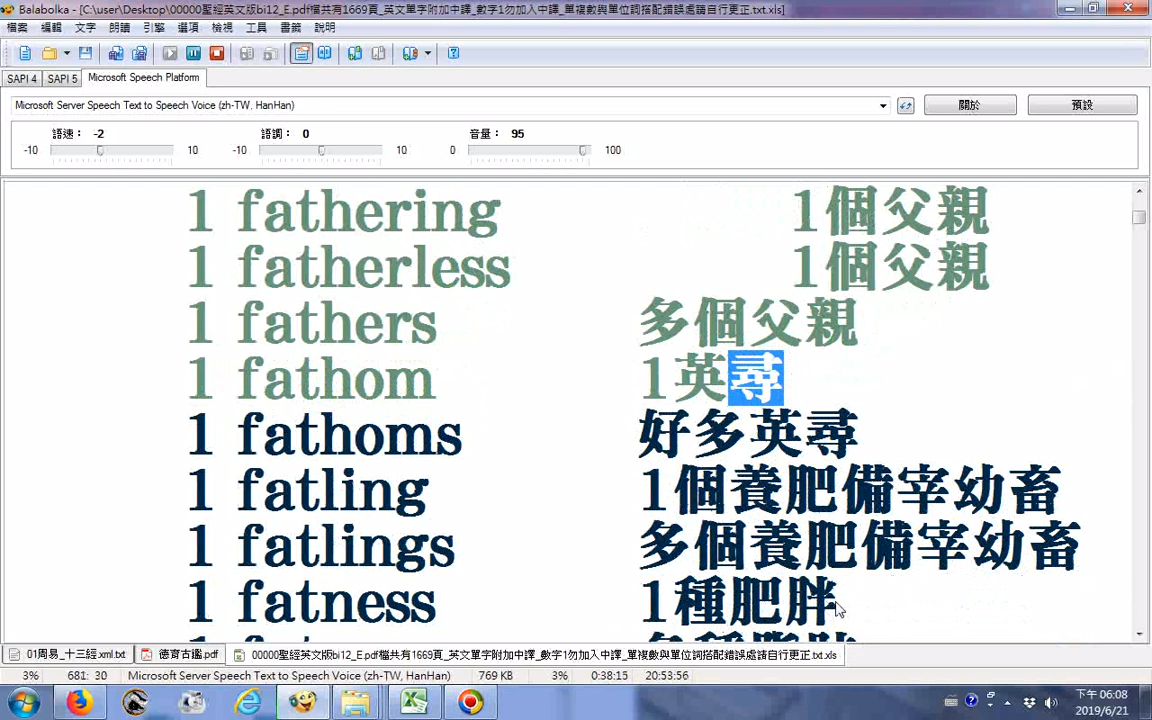 Balabolka - [C:\user\Desktop\00000聖經英文版bi12_E.pdf檔共有1669頁_英文單字附加中譯_數字1勿加入中譯_單複數與單位詞搭配錯誤處請自行更正.txt.xls]
檔案 編輯 文字 朗讀 引擎 選項 檢視 工具 書籤 說明
SAPI 4 SAPI 5 Microsoft Speech Platform
Microsoft Server Speech Text to Speech Voice (zh-TW, HanHan) 關於 預設
語速： -2 語調： 0 音量： 95
-10 10 -10 10 0 100
1 fathering 1個父親
1 fatherless 1個父親
1 fathers 多個父親
1 fathom 1英尋
1 fathoms 好多英尋
1 fatling 1個養肥備宰幼畜
1 fatlings 多個養肥備宰幼畜
1 fatness 1種肥胖
01周易_十三經.xml.txt 德育古鑑.pdf 00000聖經英文版bi12_E.pdf檔共有1669頁_英文單字附加中譯_數字1勿加入中譯_單複數與單位詞搭配錯誤處請自行更正.txt.xls
3% 681: 30 Microsoft Server Speech Text to Speech Voice (zh-TW, HanHan) 769 KB 3% 0:38:15 20:53:56
下午 06:08
2019/6/21